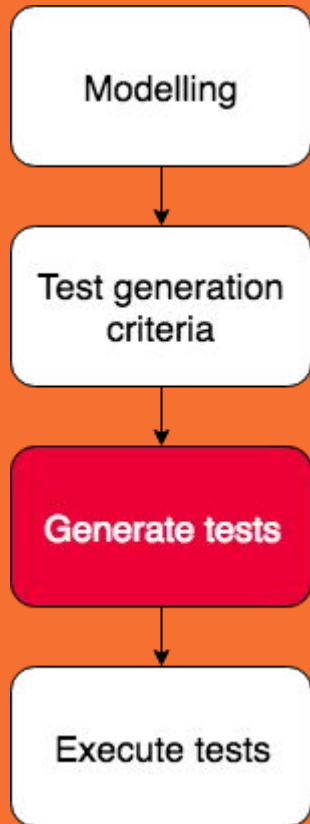 Modelling
Test generation
criteria
Generate tests
Execute tests